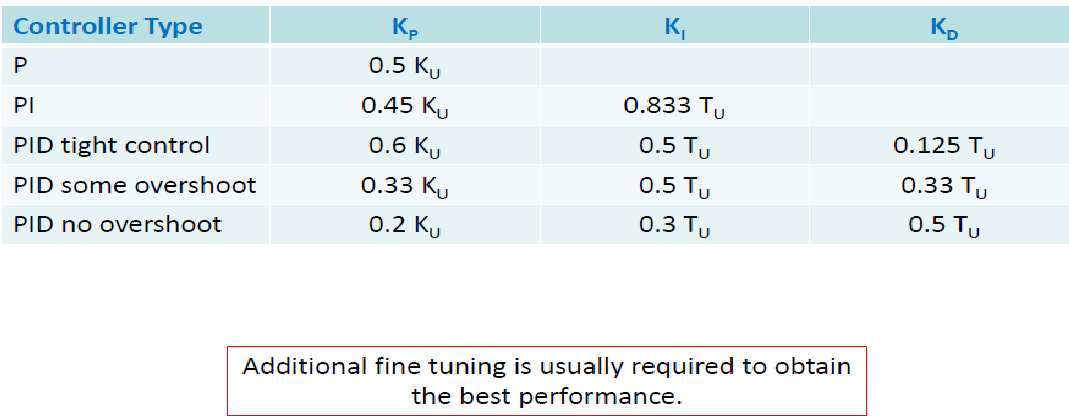 Controller Type K_P K_I K_D
P 0.5 K_U
PI 0.45 K_U 0.833 T_U
PID tight control 0.6 K_U 0.5 T_U 0.125 T_U
PID some overshoot 0.33 K_U 0.5 T_U 0.33 T_U
PID no overshoot 0.2 K_U 0.3 T_U 0.5 T_U
Additional fine tuning is usually required to obtain
the best performance.